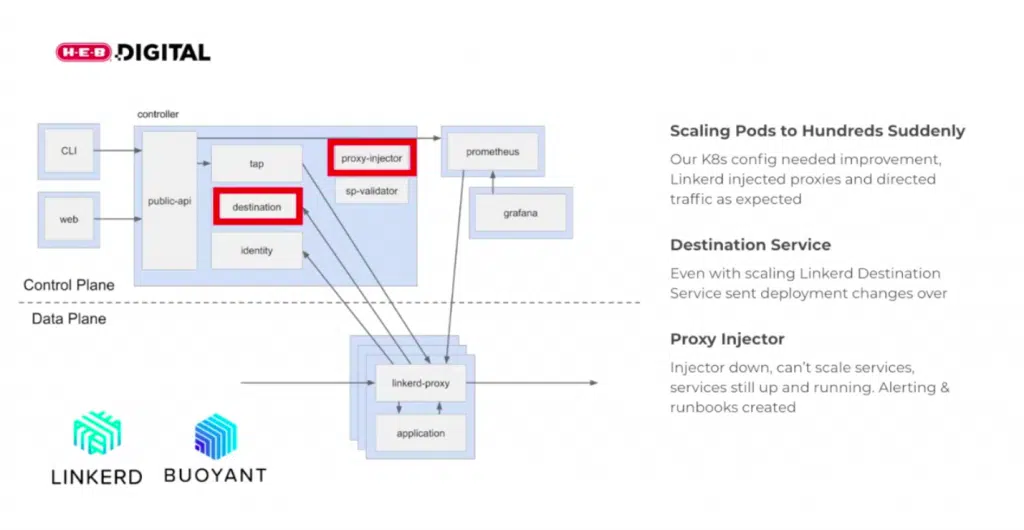 H-E-B DIGITAL
controller
CLI
web
public-api
tap
destination
identity
proxy-injector
sp-validator
prometheus
grafana
Control Plane
Data Plane
linkerd-proxy
application
LINKERD
BUOYANT
Scaling Pods to Hundreds Suddenly
Our K8s config needed improvement,
Linkerd injected proxies and directed
traffic as expected
Destination Service
Even with scaling Linkerd Destination
Service sent deployment changes over
Proxy Injector
Injector down, can’t scale services,
services still up and running. Alerting &
runbooks created